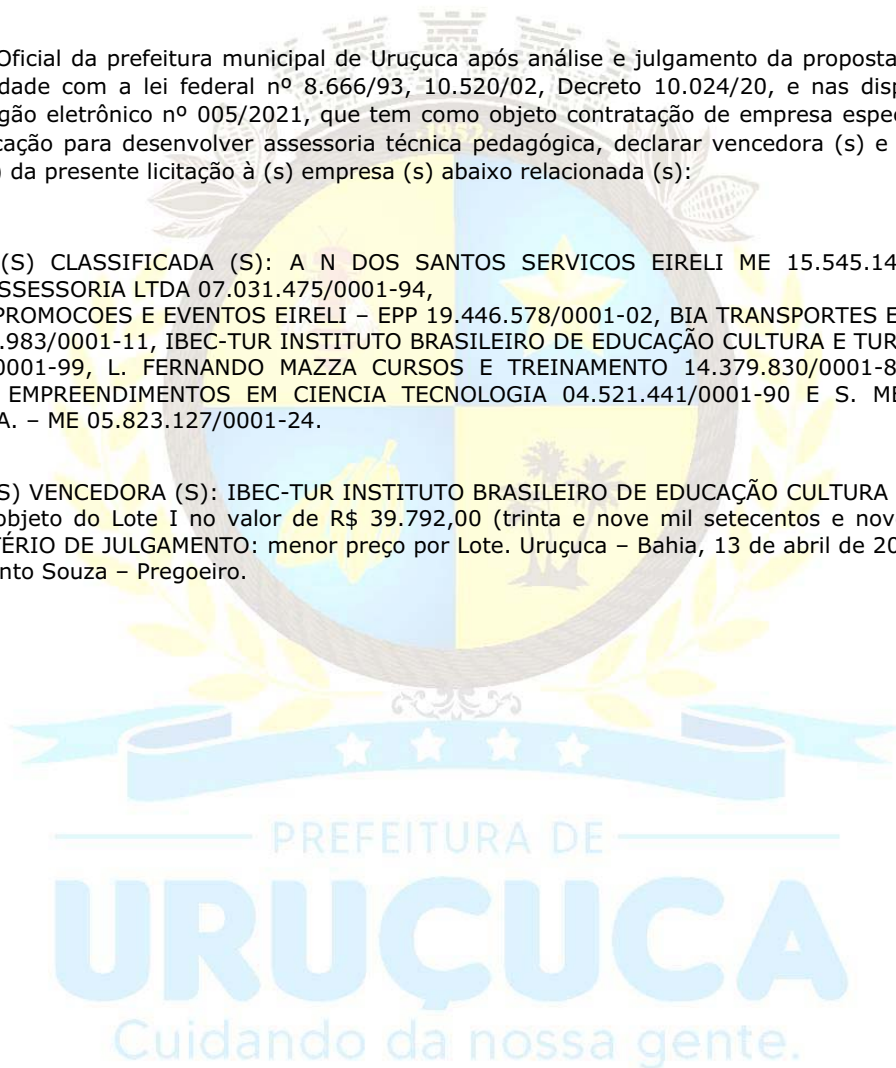 Oficial da prefeitura municipal de Uruçuca após análise e julgamento da proposta
dade com a lei federal nº 8.666/93, 10.520/02, Decreto 10.024/20, e nas disp
gão eletrônico nº 005/2021, que tem como objeto contratação de empresa espec
cação para desenvolver assessoria técnica pedagógica, declarar vencedora (s) e
) da presente licitação à (s) empresa (s) abaixo relacionada (s):
(S) CLASSIFICADA (S): A N DOS SANTOS SERVICOS EIRELI ME 15.545.14
SSESSORIA LTDA 07.031.475/0001-94,
PROMOCOES E EVENTOS EIRELI – EPP 19.446.578/0001-02, BIA TRANSPORTES E
.983/0001-11, IBEC-TUR INSTITUTO BRASILEIRO DE EDUCAÇÃO CULTURA E TUR
0001-99, L. FERNANDO MAZZA CURSOS E TREINAMENTO 14.379.830/0001-8
EMPREENDIMENTOS EM CIENCIA TECNOLOGIA 04.521.441/0001-90 E S. ME
A. – ME 05.823.127/0001-24.
S) VENCEDORA (S): IBEC-TUR INSTITUTO BRASILEIRO DE EDUCAÇÃO CULTURA
objeto do Lote I no valor de R$ 39.792,00 (trinta e nove mil setecentos e nov
TÉRIO DE JULGAMENTO: menor preço por Lote. Uruçuca – Bahia, 13 de abril de 20
nto Souza – Pregoeiro.
1952
PREFEITURA DE
URUÇUCA
Cuidando da nossa gente.